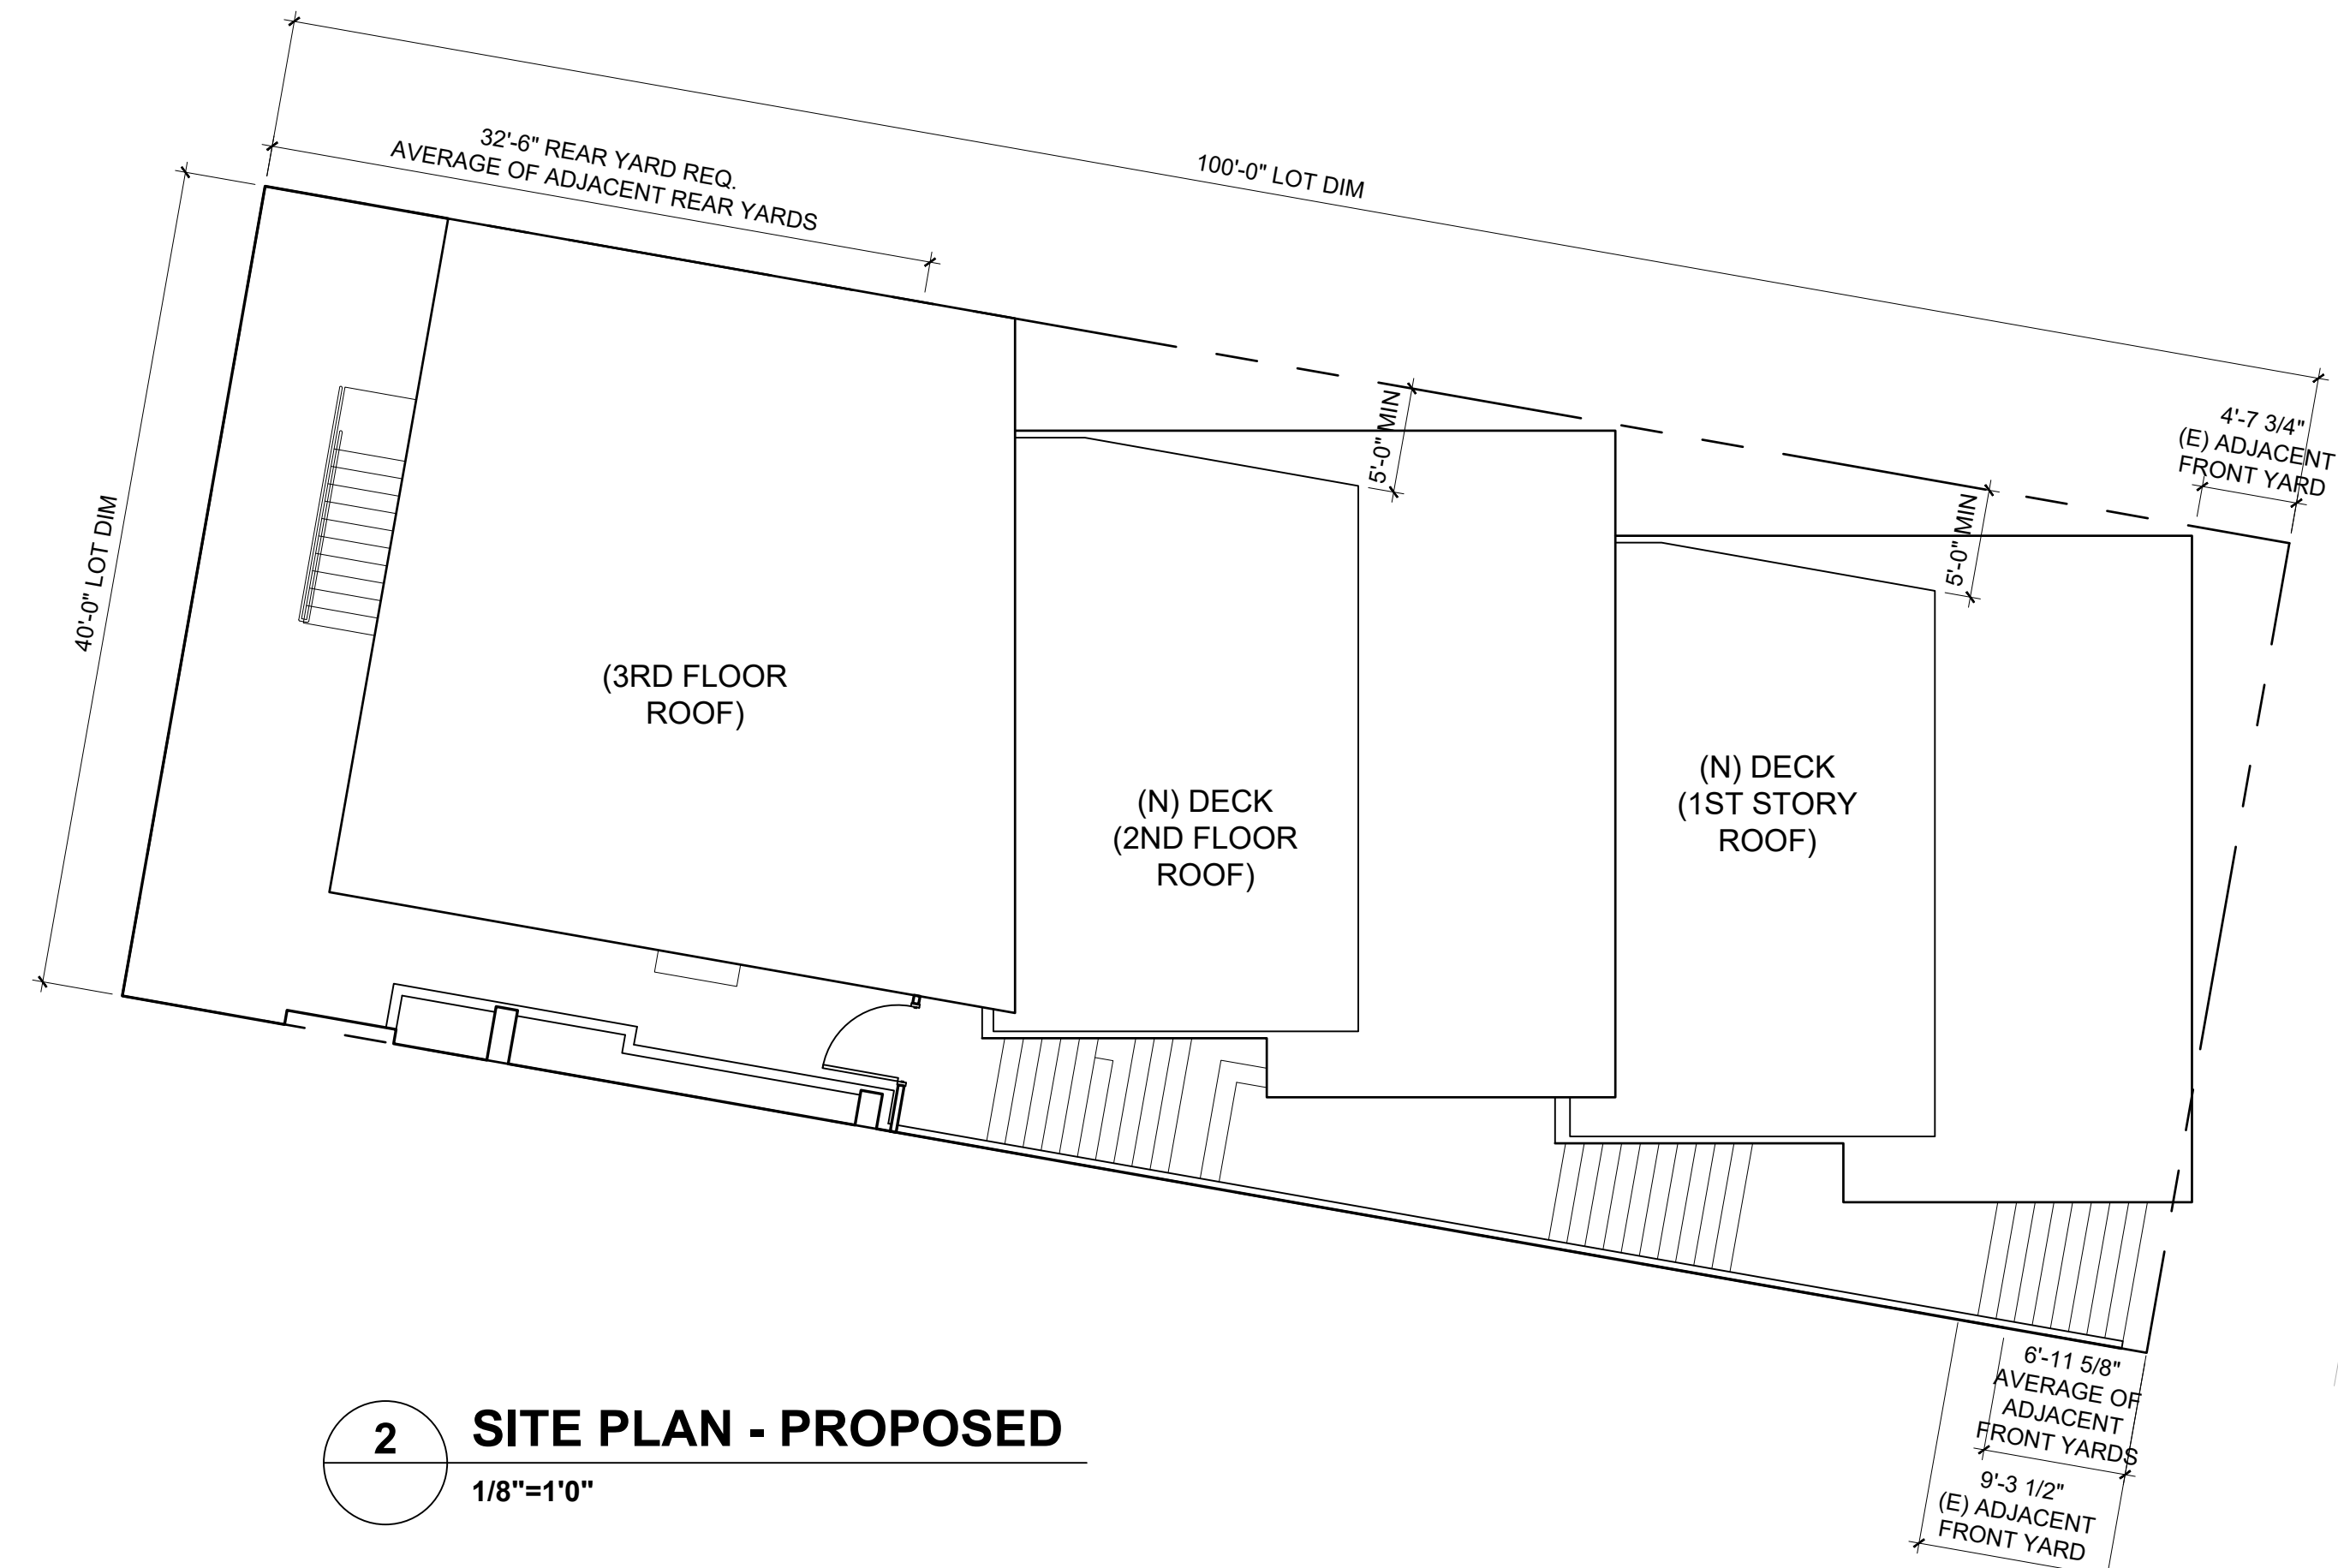 32'-6" REAR YARD REQ.
AVERAGE OF ADJACENT REAR YARDS
100'-0" LOT DIM
4'-7 3/4"
(E) ADJACENT
FRONT YARD
5'-0" MIN
5'-0" MIN
40'-0" LOT DIM
(3RD FLOOR
ROOF)
(N) DECK
(2ND FLOOR
ROOF)
(N) DECK
(1ST STORY
ROOF)
6'-11 5/8"
AVERAGE OF
ADJACENT
FRONT YARDS
9'-3 1/2"
(E) ADJACENT
FRONT YARD
2
SITE PLAN - PROPOSED
1/8"=1'0"